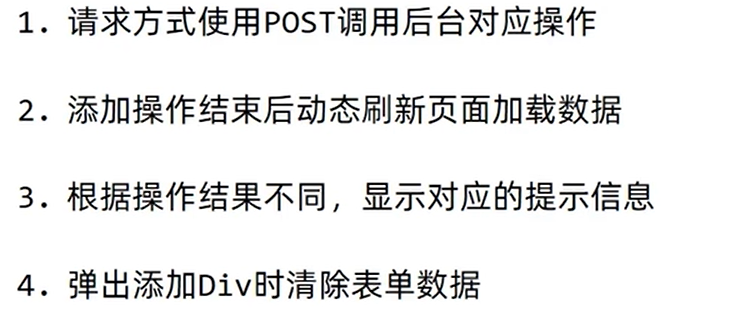 1. 请求方式使用POST调用后台对应操作
2. 添加操作结束后动态刷新页面加载数据
3. 根据操作结果不同，显示对应的提示信息
4. 弹出添加Div时清除表单数据